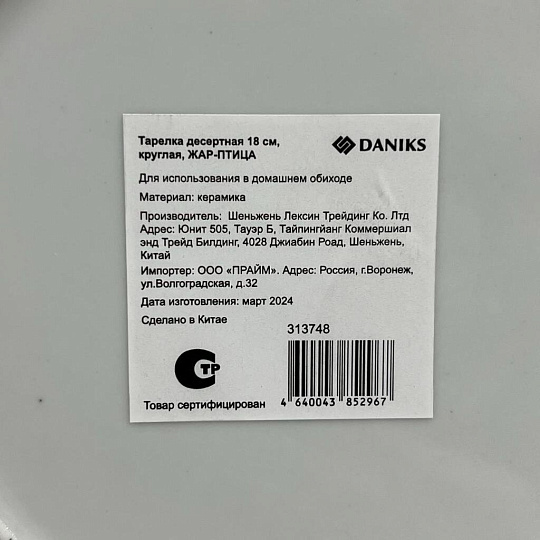 Тарелка десертная 18 см,
круглая, ЖАР-ПТИЦА
DANIKS
Для использования в домашнем обиходе
Материал: керамика
Производитель: Шеньжень Лексин Трейдинг Ко. Лтд
Адрес: Юнит 505, Тауэр Б, Тайпингйанг Коммершиал
энд Трейд Билдинг, 4028 Джиабин Роад, Шеньжень,
Китай
Импортер: ООО «ПРАЙМ». Адрес: Россия, г.Воронеж,
ул.Волгоградская, д.32
Дата изготовления: март 2024
Сделано в Китае
313748
СТР
Товар сертифицирован
4 640043 852967